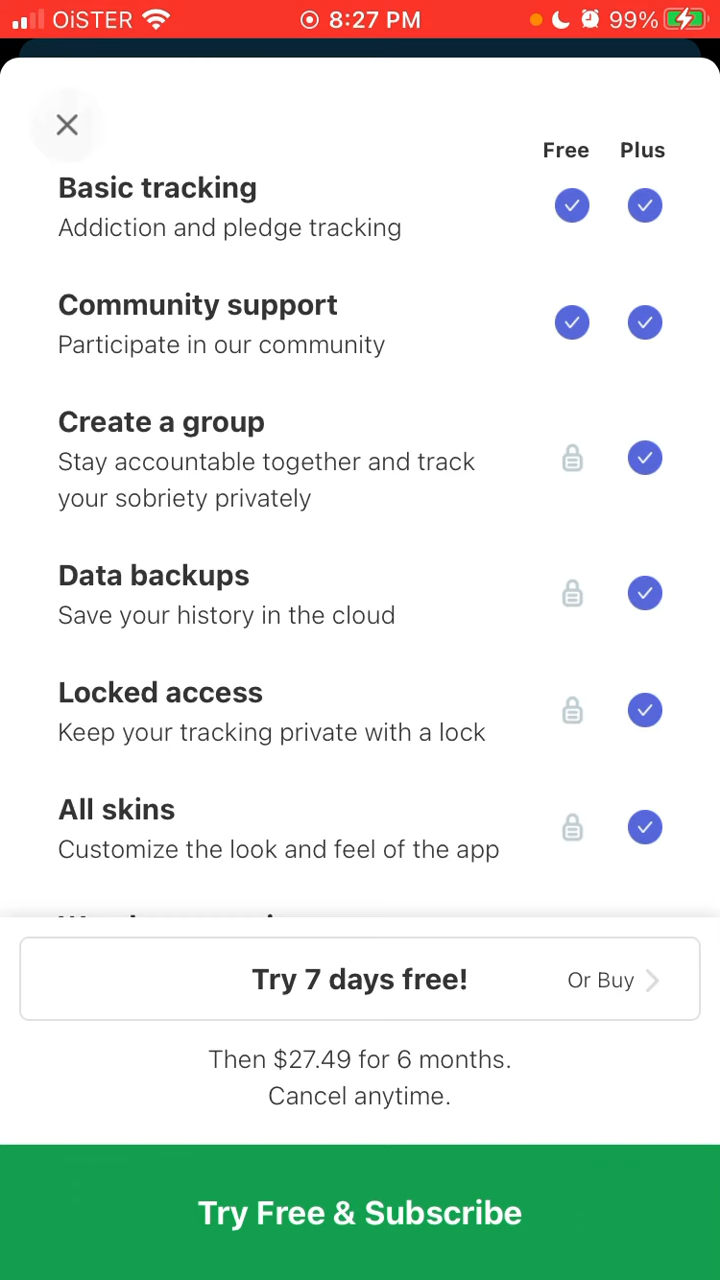 OiSTER 8:27 PM 99%
Free Plus
Basic tracking
Addiction and pledge tracking
Community support
Participate in our community
Create a group
Stay accountable together and track
your sobriety privately
Data backups
Save your history in the cloud
Locked access
Keep your tracking private with a lock
All skins
Customize the look and feel of the app
Try 7 days free! Or Buy
Then $27.49 for 6 months.
Cancel anytime.
Try Free & Subscribe